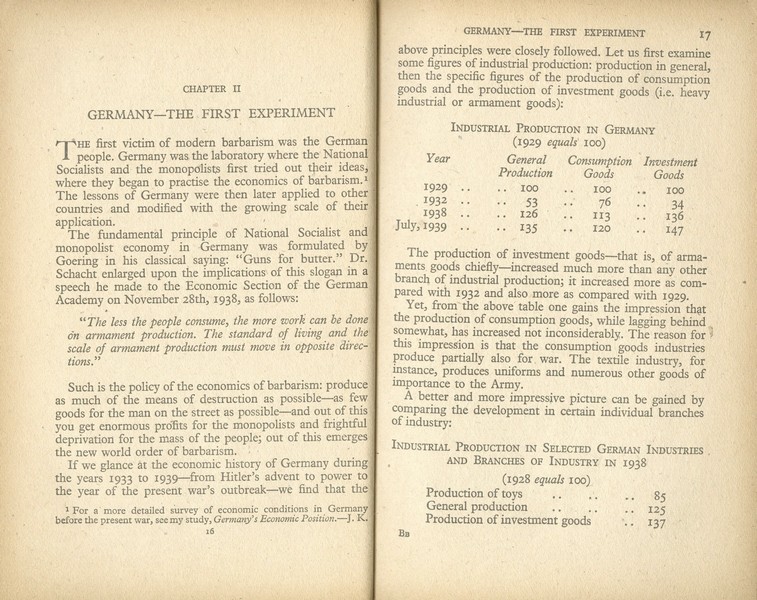 CHAPTER II
GERMANY—THE FIRST EXPERIMENT
THE first victim of modern barbarism was the German
people. Germany was the laboratory where the National
Socialists and the monopolists first tried out their ideas,
where they began to practise the economics of barbarism.¹
The lessons of Germany were then later applied to other
countries and modified with the growing scale of their
application.
The fundamental principle of National Socialist and
monopolist economy in Germany was formulated by
Goering in his classical saying: "Guns for butter." Dr.
Schacht enlarged upon the implications of this slogan in a
speech he made to the Economic Section of the German
Academy on November 28th, 1938, as follows:
"The less the people consume, the more work can be done
on armament production. The standard of living and the
scale of armament production must move in opposite direc-
tions."
Such is the policy of the economics of barbarism: produce
as much of the means of destruction as possible—as few
goods for the man on the street as possible—and out of this
you get enormous profits for the monopolists and frightful
deprivation for the mass of the people; out of this emerges
the new world order of barbarism.
If we glance at the economic history of Germany during
the years 1933 to 1939—from Hitler's advent to power to
the year of the present war's outbreak—we find that the
¹ For a more detailed survey of economic conditions in Germany
before the present war, see my study, Germany's Economic Position.—J. K.
16
GERMANY—THE FIRST EXPERIMENT 17
above principles were closely followed. Let us first examine
some figures of industrial production: production in general,
then the specific figures of the production of consumption
goods and the production of investment goods (i.e. heavy
industrial or armament goods):
INDUSTRIAL PRODUCTION IN GERMANY
(1929 equals 100)
Year General Consumption Investment
Production Goods Goods
1929 .. .. 100 .. 100 .. 100
1932 .. .. 53 .. 76 .. 34
1938 .. .. 126 .. 113 .. 136
July, 1939 .. .. 135 .. 120 .. 147
The production of investment goods—that is, of arma-
ments goods chiefly—increased much more than any other
branch of industrial production; it increased more as com-
pared with 1932 and also more as compared with 1929.
Yet, from the above table one gains the impression that
the production of consumption goods, while lagging behind
somewhat, has increased not inconsiderably. The reason for
this impression is that the consumption goods industries
produce partially also for war. The textile industry, for
instance, produces uniforms and numerous other goods of
importance to the Army.
A better and more impressive picture can be gained by
comparing the development in certain individual branches
of industry:
INDUSTRIAL PRODUCTION IN SELECTED GERMAN INDUSTRIES
AND BRANCHES OF INDUSTRY IN 1938
(1928 equals 100)
Production of toys .. .. .. 85
General production .. .. .. 125
Production of investment goods .. 137
BB